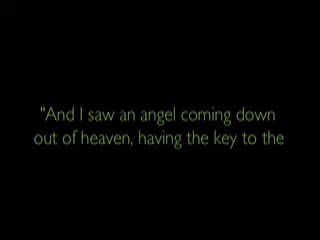 "And I saw an angel coming down
out of heaven, having the key to the